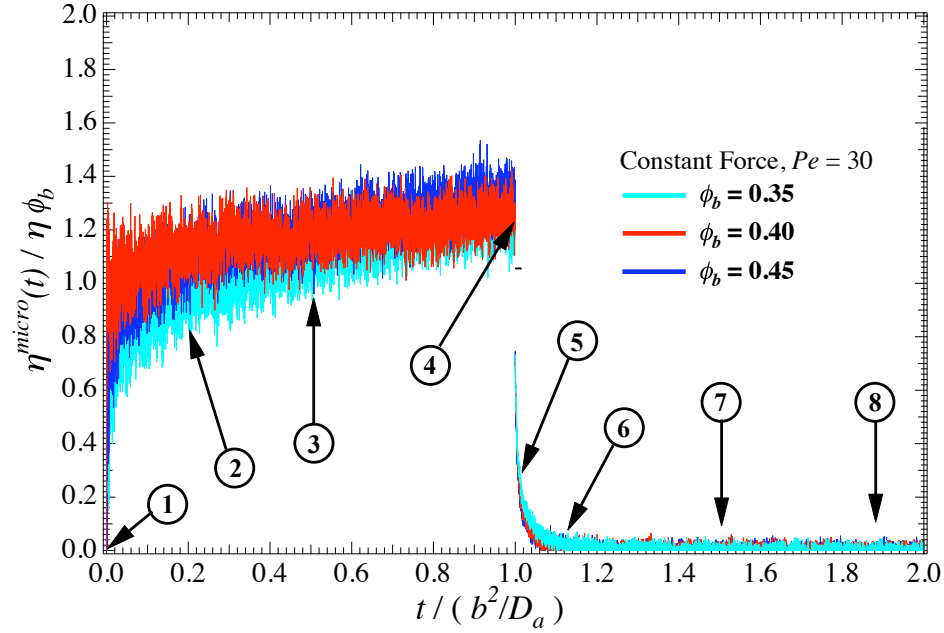 2.0
1.8
1.6
1.4
1.2
1.0
0.8
0.6
0.4
0.2
0.0
η^micro(t) / η ϕ_b
Constant Force, Pe = 30
ϕ_b = 0.35
ϕ_b = 0.40
ϕ_b = 0.45
1
2
3
4
5
6
7
8
0.0 0.2 0.4 0.6 0.8 1.0 1.2 1.4 1.6 1.8 2.0
t / ( b²/D_a )